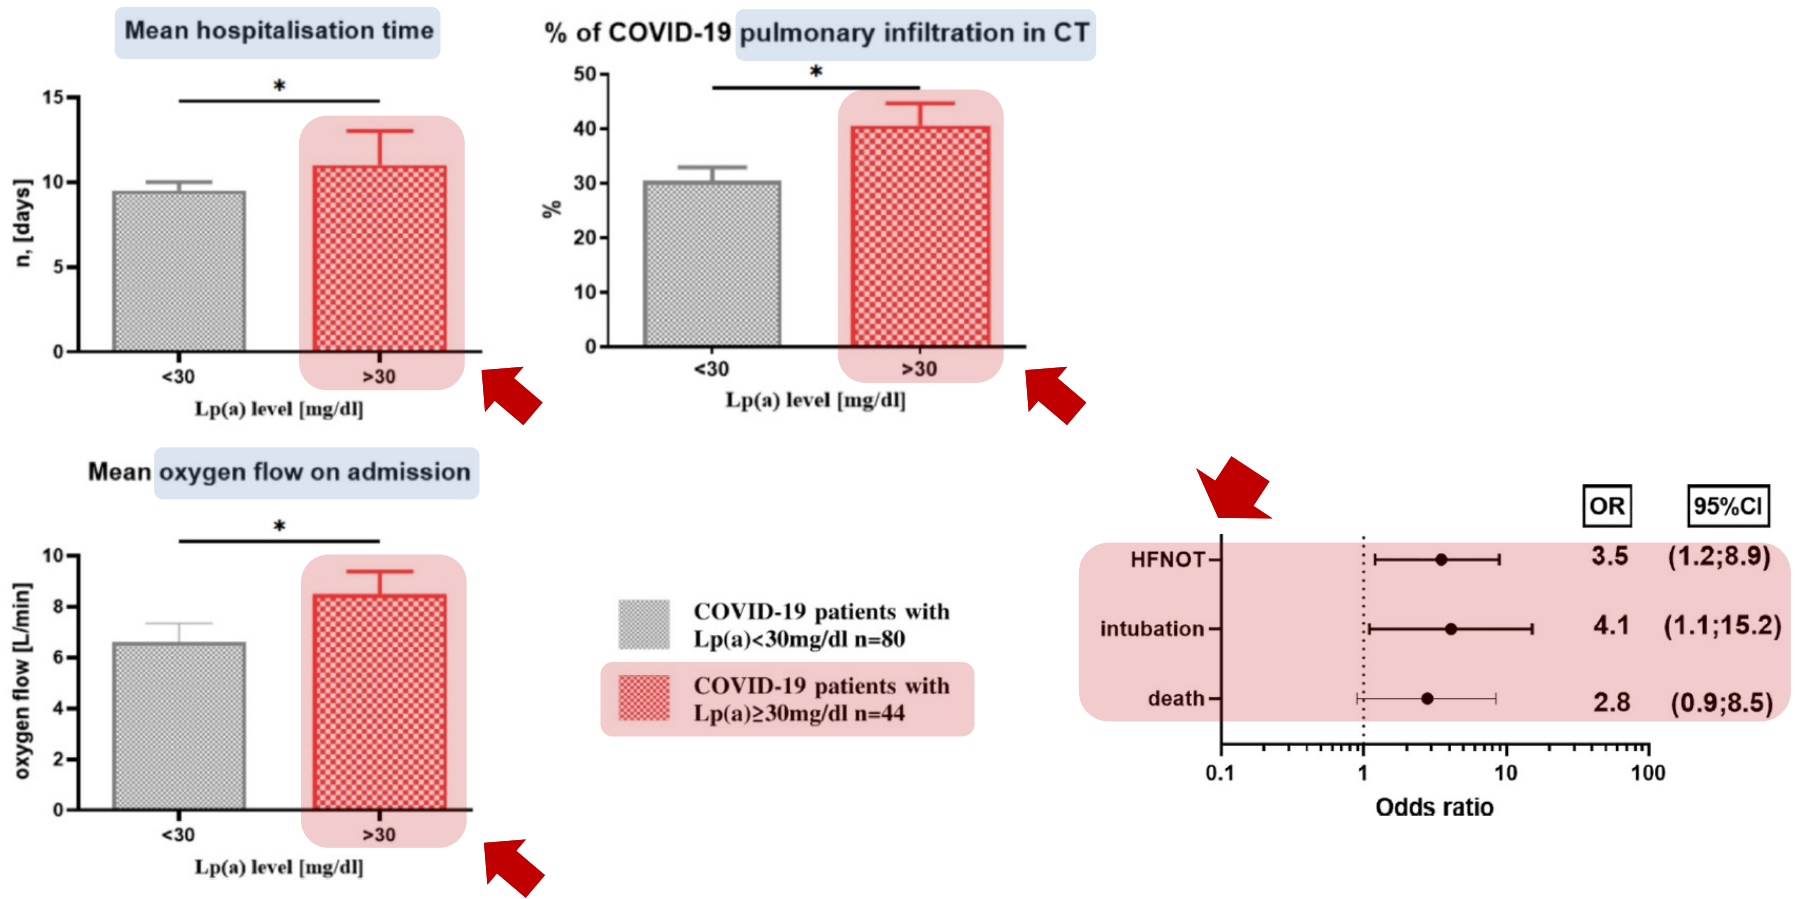 Mean hospitalisation time
*
15
10
5
0
n, [days]
<30
>30
Lp(a) level [mg/dl]
% of COVID-19 pulmonary infiltration in CT
*
50
40
30
20
10
0
%
<30
>30
Lp(a) level [mg/dl]
Mean oxygen flow on admission
*
10
8
6
4
2
0
oxygen flow [L/min]
<30
>30
Lp(a) level [mg/dl]
COVID-19 patients with
Lp(a)<30mg/dl n=80
COVID-19 patients with
Lp(a)≥30mg/dl n=44
OR 95%CI
HFNOT 3.5 (1.2;8.9)
intubation 4.1 (1.1;15.2)
death 2.8 (0.9;8.5)
0.1 1 10 100
Odds ratio